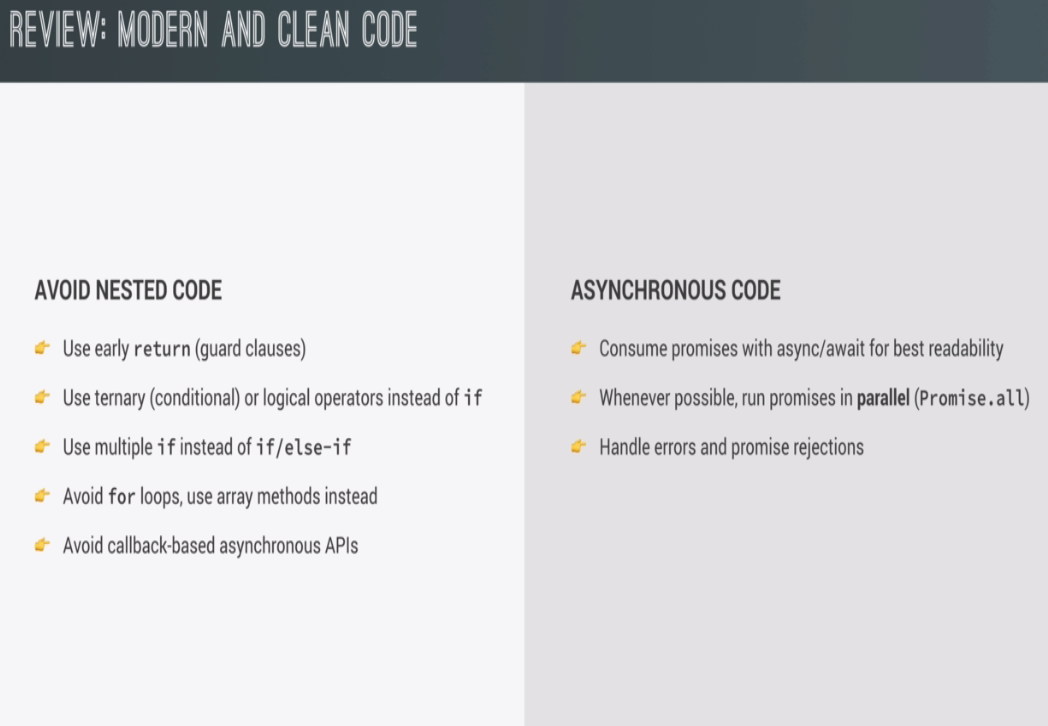 REVIEW: MODERN AND CLEAN CODE
AVOID NESTED CODE
👉 Use early return (guard clauses)
👉 Use ternary (conditional) or logical operators instead of if
👉 Use multiple if instead of if/else-if
👉 Avoid for loops, use array methods instead
👉 Avoid callback-based asynchronous APIs
ASYNCHRONOUS CODE
👉 Consume promises with async/await for best readability
👉 Whenever possible, run promises in parallel (Promise.all)
👉 Handle errors and promise rejections